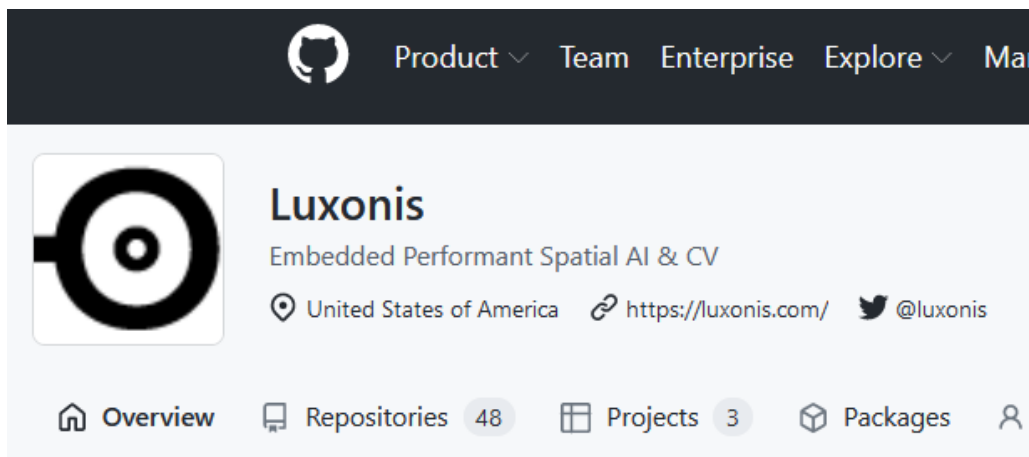 Product Team Enterprise Explore
Luxonis
Embedded Performant Spatial AI & CV
United States of America https://luxonis.com/ @luxonis
Overview Repositories 48 Projects 3 Packages